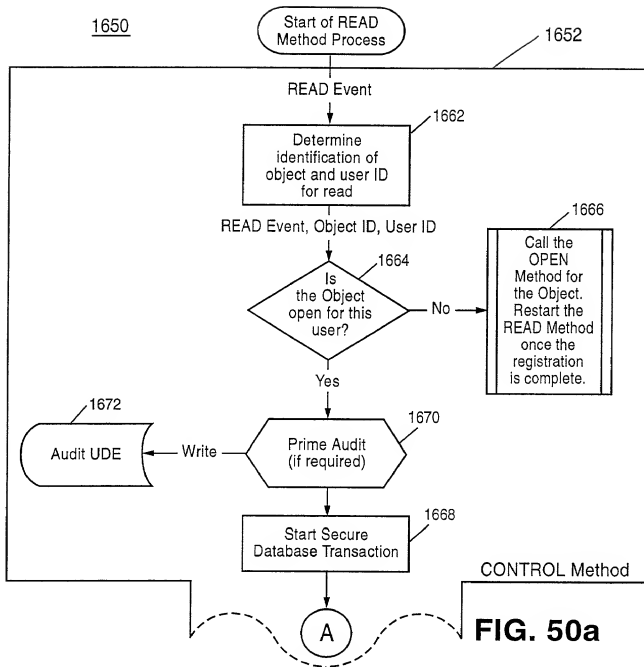 1650
Start of READ
Method Process
1652
READ Event
1662
Determine
identification of
object and user ID
for read
READ Event, Object ID, User ID
1664
Is
the Object
open for this
user?
No
1666
Call the
OPEN
Method for
the Object.
Restart the
READ Method
once the
registration
is complete.
Yes
1672
Audit UDE
Write
1670
Prime Audit
(if required)
1668
Start Secure
Database Transaction
CONTROL Method
A
FIG. 50a